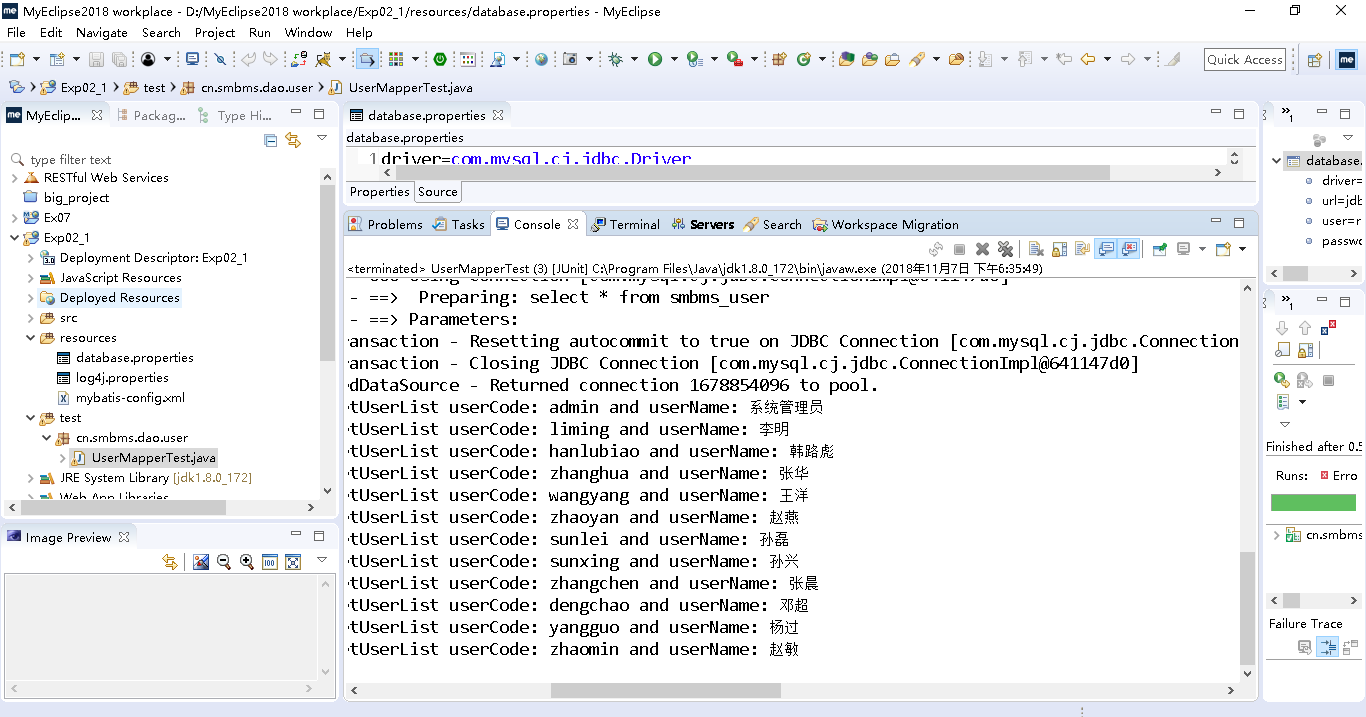 MyEclipse2018 workplace - D:/MyEclipse2018 workplace/Exp02_1/resources/database.properties - MyEclipse
File Edit Navigate Search Project Run Window Help
Quick Access
Exp02_1 test cn.smbms.dao.user UserMapperTest.java
MyEclip... Packag... Type Hi...
type filter text
RESTful Web Services
big_project
Ex07
Exp02_1
Deployment Descriptor: Exp02_1
JavaScript Resources
Deployed Resources
src
resources
database.properties
log4j.properties
mybatis-config.xml
test
cn.smbms.dao.user
UserMapperTest.java
JRE System Library [jdk1.8.0_172]
Web App Libraries
Image Preview
database.properties
database.properties
1 driver=com.mysql.cj.jdbc.Driver
Properties Source
Problems Tasks Console Terminal Servers Search Workspace Migration
<terminated> UserMapperTest (3) [JUnit] C:\Program Files\Java\jdk1.8.0_172\bin\javaw.exe (2018年11月7日 下午6:35:49)
- ==>  Preparing: select * from smbms_user
- ==> Parameters:
ansaction - Resetting autocommit to true on JDBC Connection [com.mysql.cj.jdbc.Connection
ansaction - Closing JDBC Connection [com.mysql.cj.jdbc.ConnectionImpl@641147d0]
dDataSource - Returned connection 1678854096 to pool.
tUserList userCode: admin and userName: 系统管理员
tUserList userCode: liming and userName: 李明
tUserList userCode: hanlubiao and userName: 韩路彪
tUserList userCode: zhanghua and userName: 张华
tUserList userCode: wangyang and userName: 王洋
tUserList userCode: zhaoyan and userName: 赵燕
tUserList userCode: sunlei and userName: 孙磊
tUserList userCode: sunxing and userName: 孙兴
tUserList userCode: zhangchen and userName: 张晨
tUserList userCode: dengchao and userName: 邓超
tUserList userCode: yangguo and userName: 杨过
tUserList userCode: zhaomin and userName: 赵敏
1
database.
driver=
url=jdb
user=r
passwo
1
Finished after 0.5
Runs: Erro
cn.smbms
Failure Trace